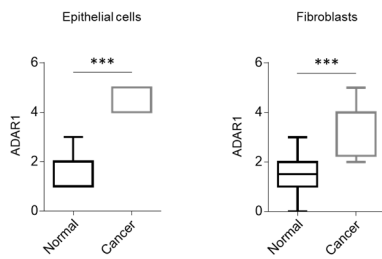 Epithelial cells
***
6
4
2
0
ADAR1
Normal
Cancer
Fibroblasts
***
6
4
2
0
ADAR1
Normal
Cancer